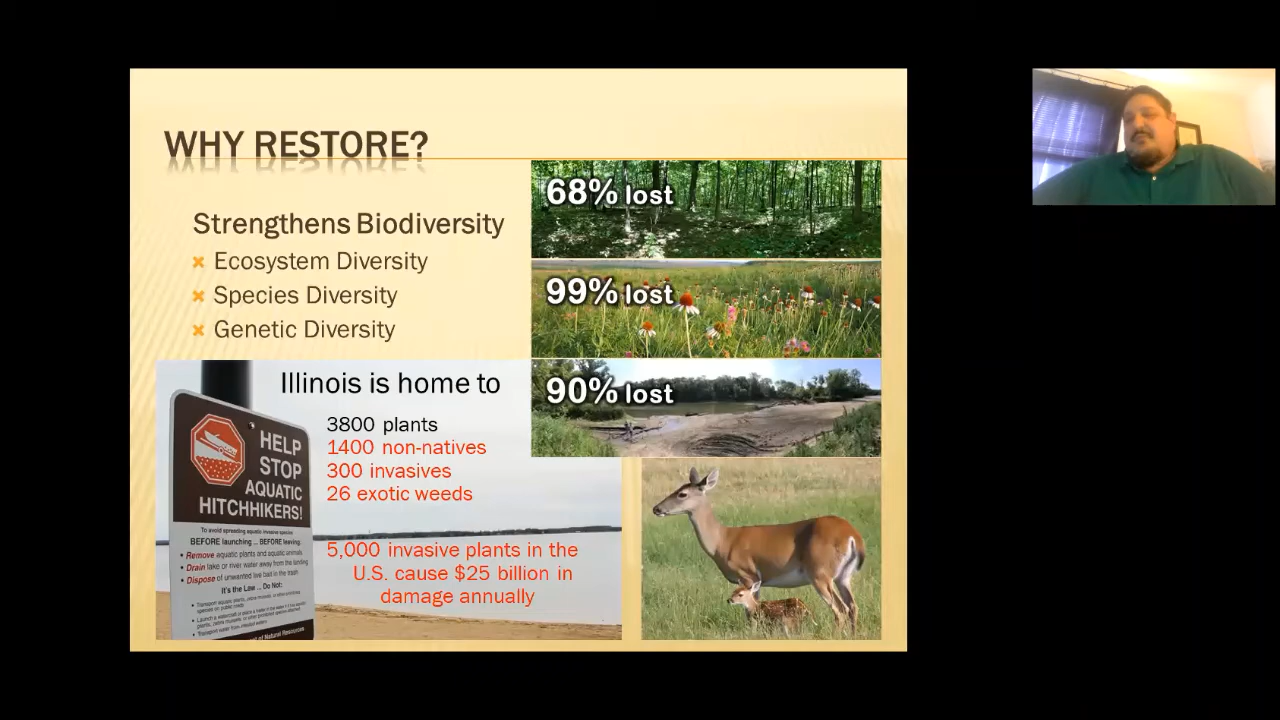 WHY RESTORE?
68% lost
Strengthens Biodiversity
Ecosystem Diversity
Species Diversity
Genetic Diversity
99% lost
90% lost
Illinois is home to
3800 plants
1400 non-natives
300 invasives
26 exotic weeds
5,000 invasive plants in the
U.S. cause $25 billion in
damage annually
HELP
STOP
AQUATIC
HITCHHIKERS!
To avoid spreading aquatic invasive species
BEFORE launching ... BEFORE leaving:
Remove aquatic plants and aquatic animals
Drain lake or river water away from the landing
Dispose of unwanted live bait in the trash
It's the Law ... Do Not:
of Natural Resources